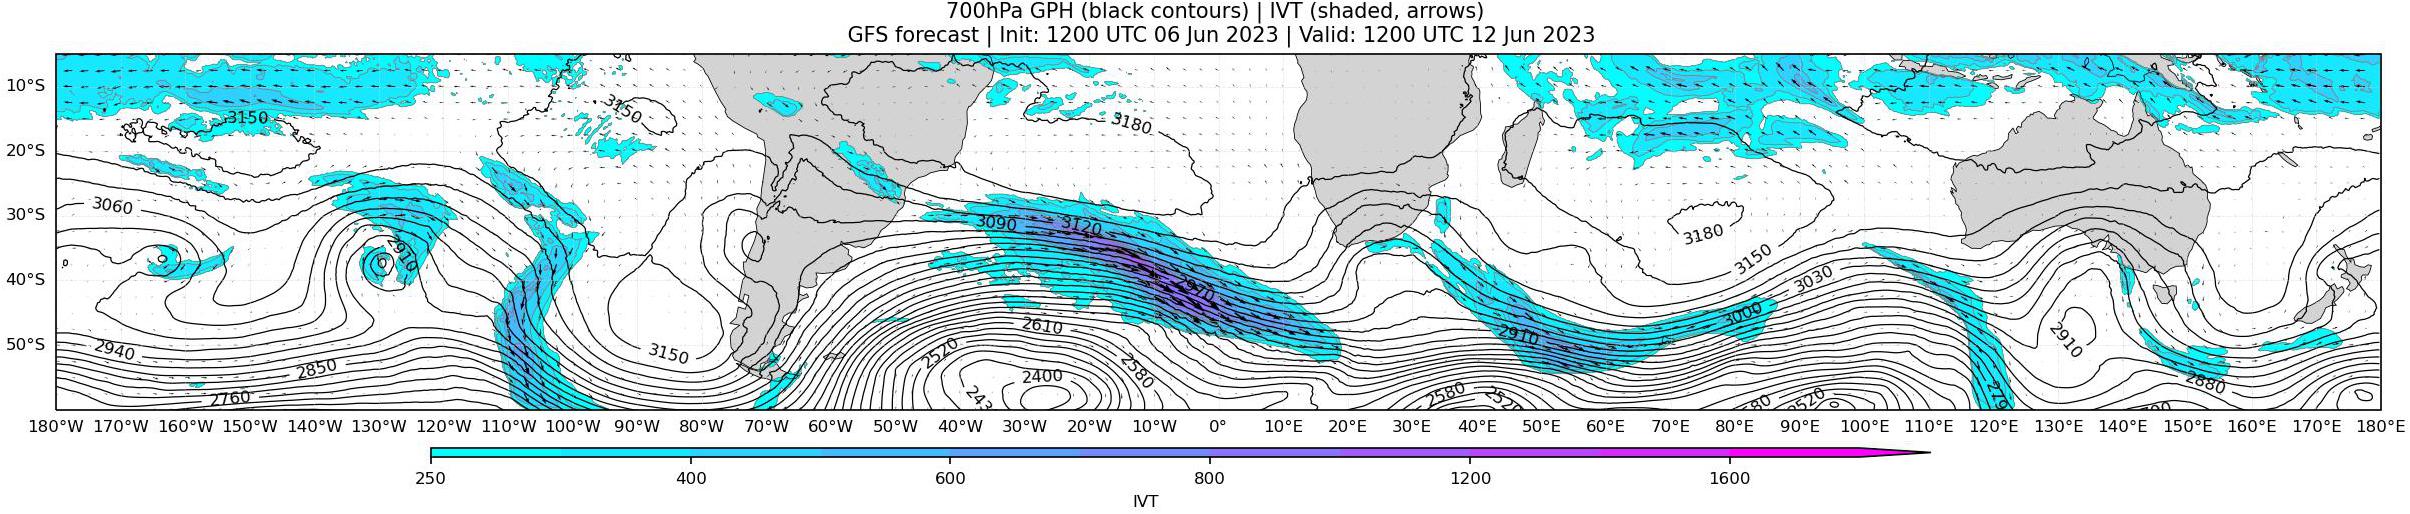 700hPa GPH (black contours) | IVT (shaded, arrows)
GFS forecast | Init: 1200 UTC 06 Jun 2023 | Valid: 1200 UTC 12 Jun 2023
10°S
20°S
30°S
40°S
50°S
3150
3150
3180
3060
3090
3120
2910
3180
3150
2970
3030
3000
2610
2910
2910
2940
2520
3150
2850
2580
2400
2880
2760
243
2580
2520
2520
180°W 170°W 160°W 150°W 140°W 130°W 120°W 110°W 100°W 90°W 80°W 70°W 60°W 50°W 40°W 30°W 20°W 10°W 0° 10°E 20°E 30°E 40°E 50°E 60°E 70°E 80°E 90°E 100°E 110°E 120°E 130°E 140°E 150°E 160°E 170°E 180°E
250 400 600 800 1200 1600
IVT